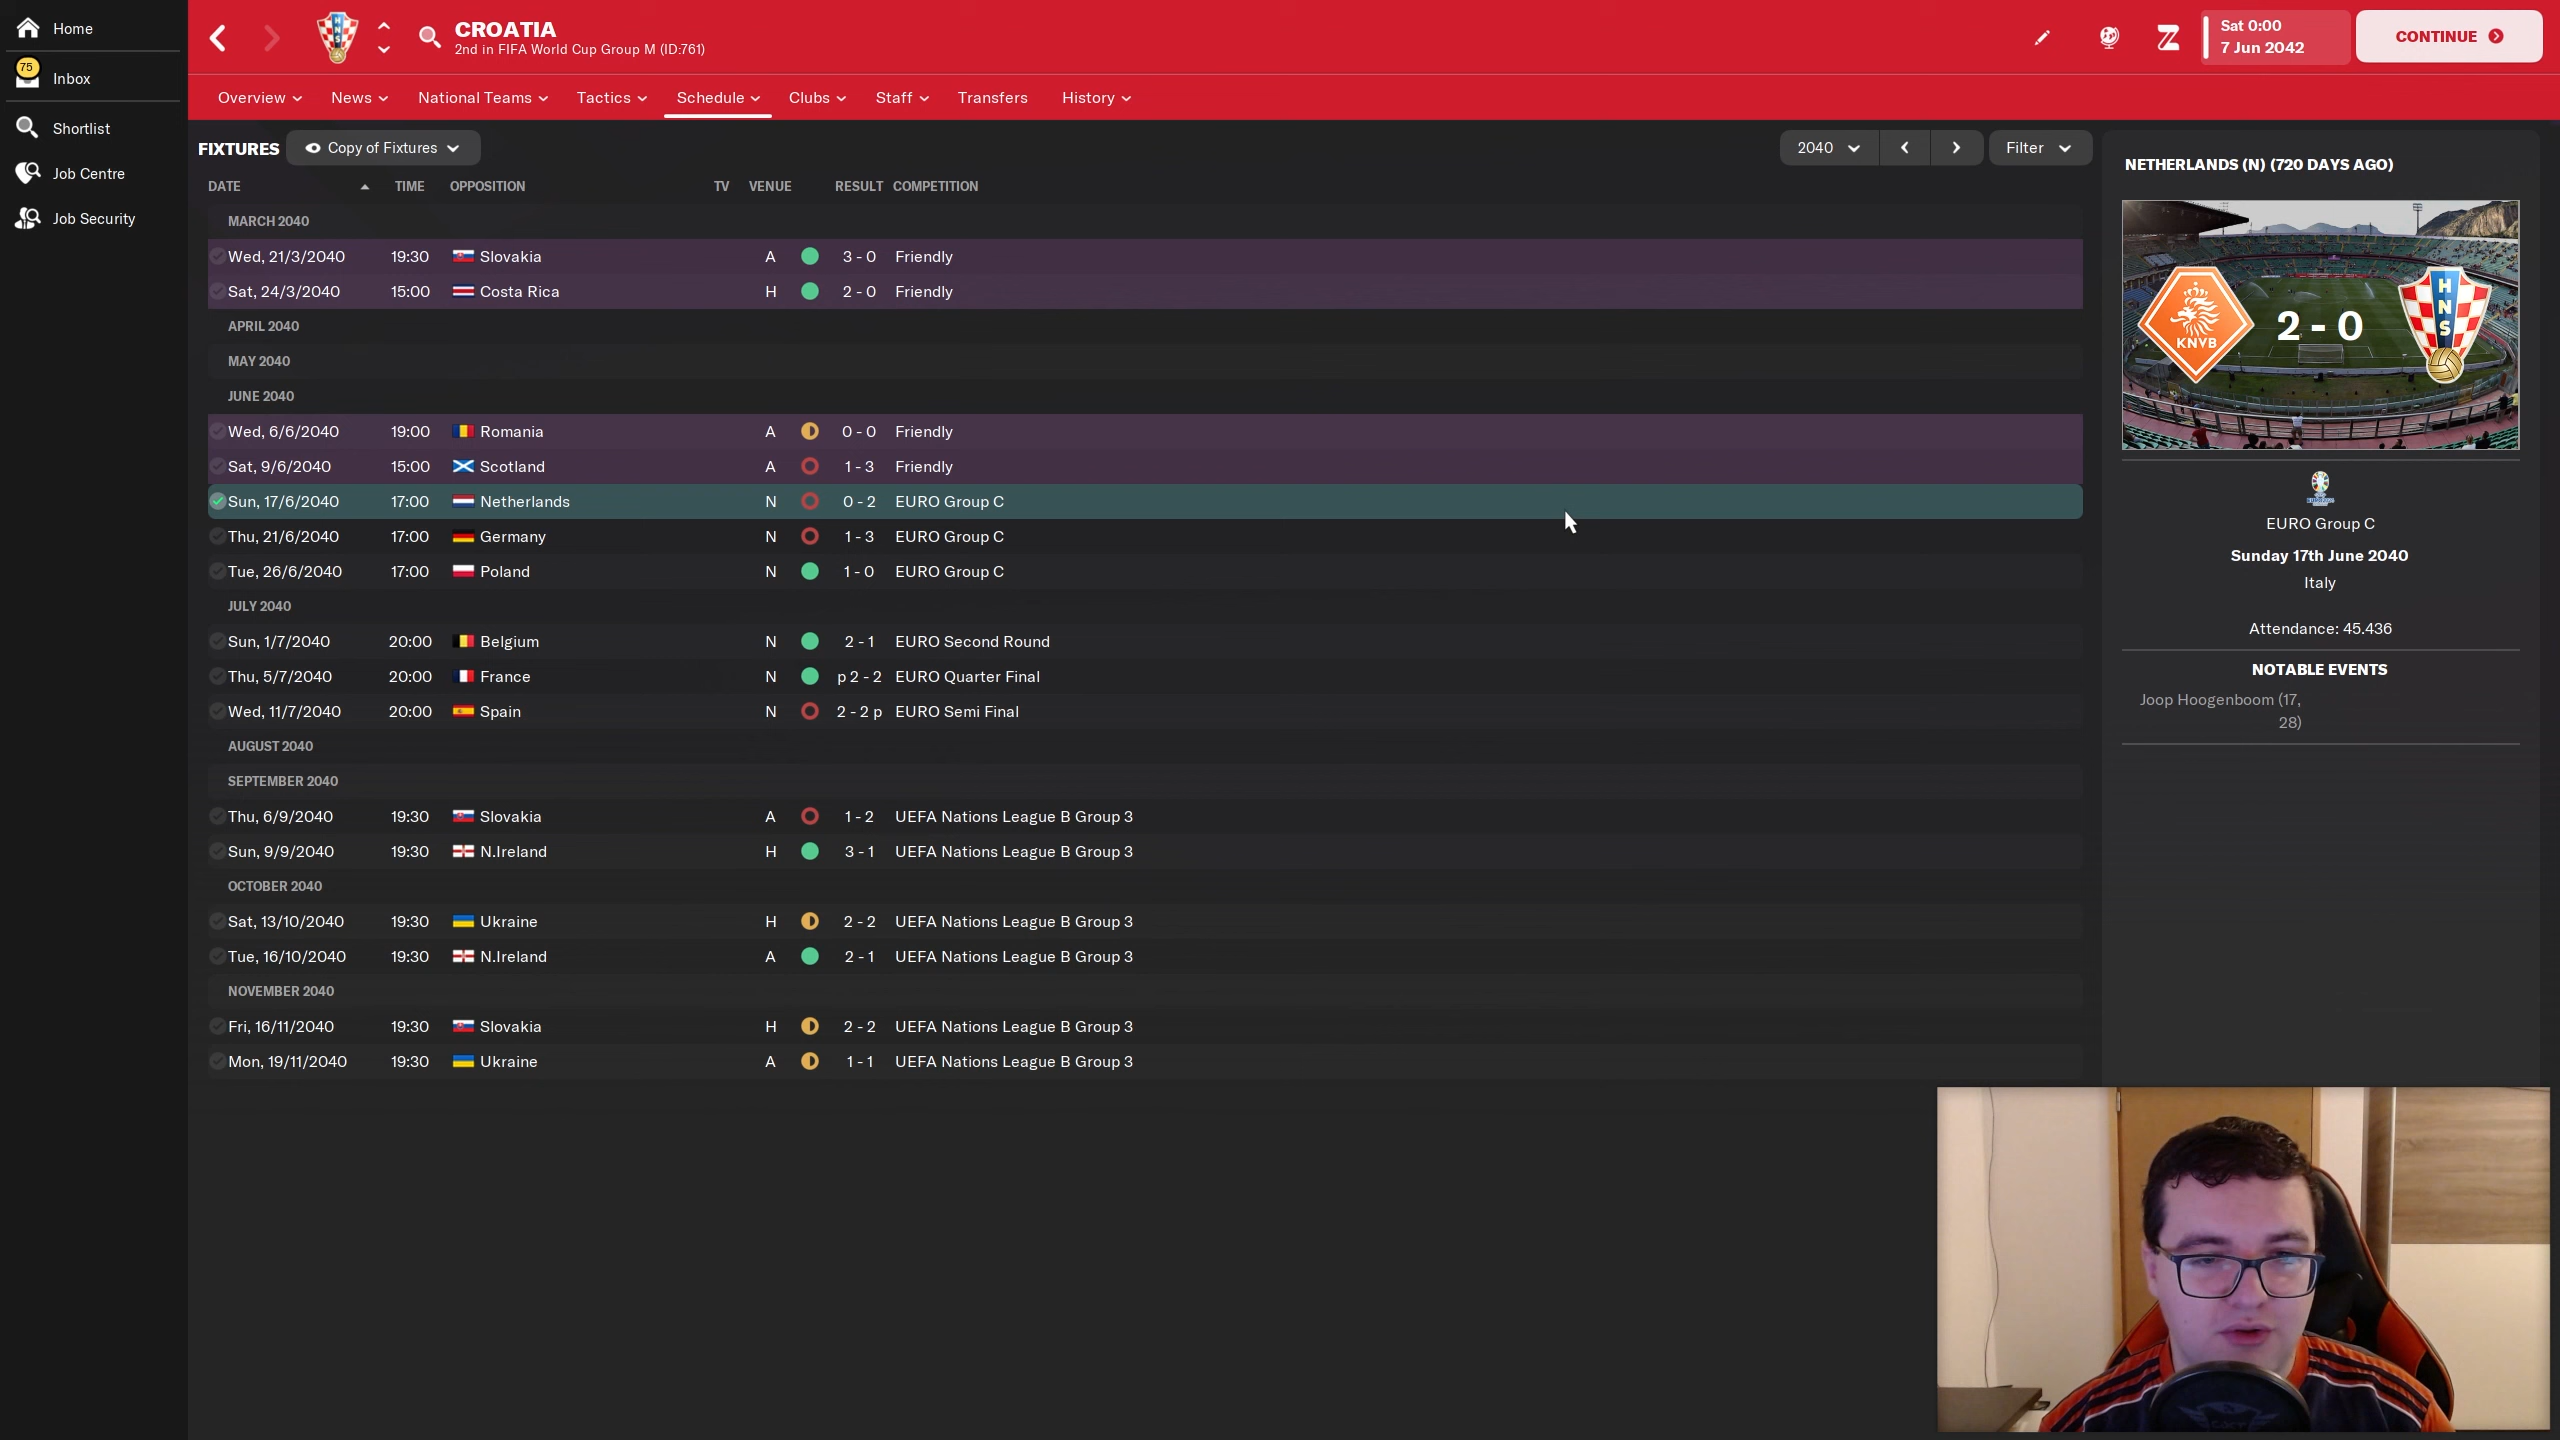 Home
75
Inbox
Shortlist
Job Centre
Job Security
CROATIA
2nd in FIFA World Cup Group M (ID:761)
Sat 0:00
7 Jun 2042
CONTINUE
Overview News National Teams Tactics Schedule Clubs Staff Transfers History
FIXTURES Copy of Fixtures 2040 Filter
DATE TIME OPPOSITION TV VENUE RESULT COMPETITION
MARCH 2040
Wed, 21/3/2040 19:30 Slovakia A 3 - 0 Friendly
Sat, 24/3/2040 15:00 Costa Rica H 2 - 0 Friendly
APRIL 2040
MAY 2040
JUNE 2040
Wed, 6/6/2040 19:00 Romania A 0 - 0 Friendly
Sat, 9/6/2040 15:00 Scotland A 1 - 3 Friendly
Sun, 17/6/2040 17:00 Netherlands N 0 - 2 EURO Group C
Thu, 21/6/2040 17:00 Germany N 1 - 3 EURO Group C
Tue, 26/6/2040 17:00 Poland N 1 - 0 EURO Group C
JULY 2040
Sun, 1/7/2040 20:00 Belgium N 2 - 1 EURO Second Round
Thu, 5/7/2040 20:00 France N p 2 - 2 EURO Quarter Final
Wed, 11/7/2040 20:00 Spain N 2 - 2 p EURO Semi Final
AUGUST 2040
SEPTEMBER 2040
Thu, 6/9/2040 19:30 Slovakia A 1 - 2 UEFA Nations League B Group 3
Sun, 9/9/2040 19:30 N.Ireland H 3 - 1 UEFA Nations League B Group 3
OCTOBER 2040
Sat, 13/10/2040 19:30 Ukraine H 2 - 2 UEFA Nations League B Group 3
Tue, 16/10/2040 19:30 N.Ireland A 2 - 1 UEFA Nations League B Group 3
NOVEMBER 2040
Fri, 16/11/2040 19:30 Slovakia H 2 - 2 UEFA Nations League B Group 3
Mon, 19/11/2040 19:30 Ukraine A 1 - 1 UEFA Nations League B Group 3
NETHERLANDS (N) (720 DAYS AGO)
KNVB
2 - 0
HNS
EURO Group C
Sunday 17th June 2040
Italy
Attendance: 45.436
NOTABLE EVENTS
Joop Hoogenboom (17,
28)